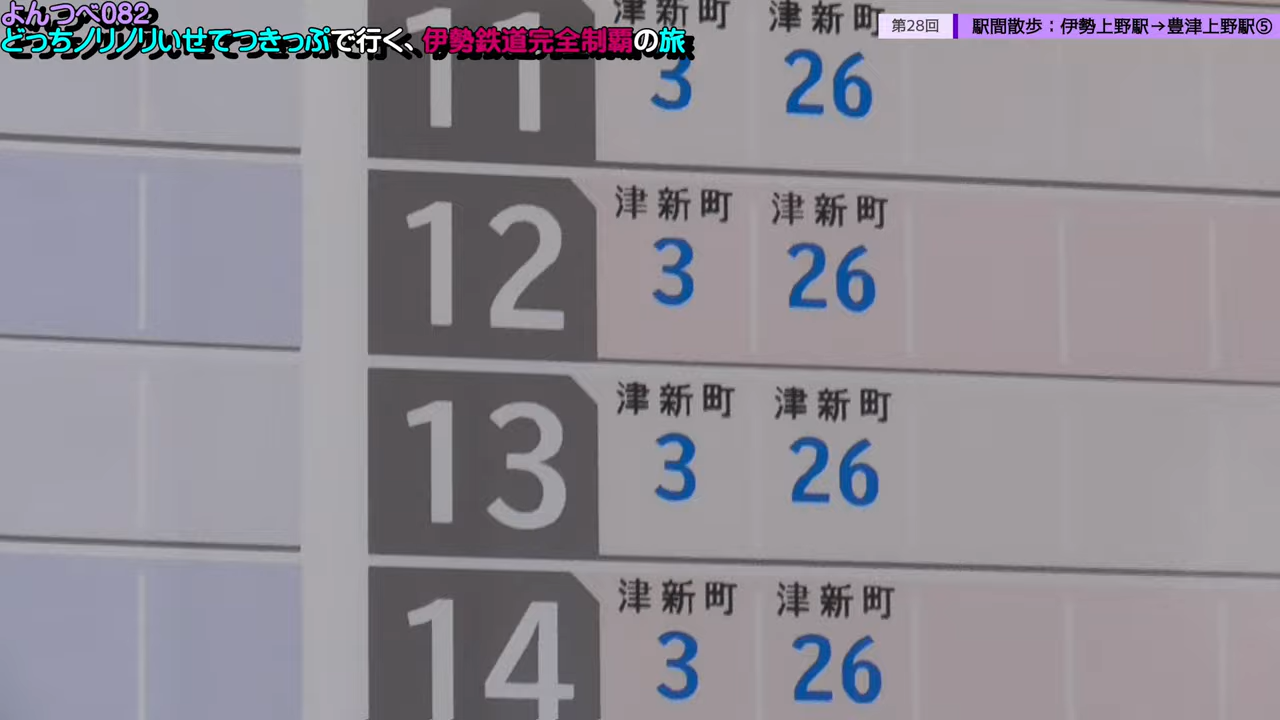 よんつべ082
どっちノリノリいせてつきっぷで行く、伊勢鉄道完全制覇の旅
第28回 駅間散歩：伊勢上野駅→豊津上野駅⑤
11 津新町 3 津新町 26
12 津新町 3 津新町 26
13 津新町 3 津新町 26
14 津新町 3 津新町 26